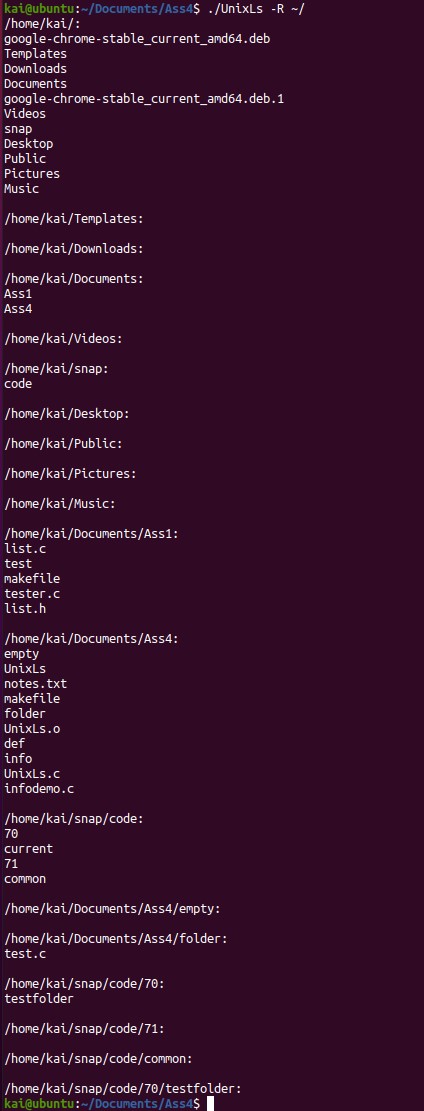 kai@ubuntu:~/Documents/Ass4$ ./UnixLs -R ~/
/home/kai/:
google-chrome-stable_current_amd64.deb
Templates
Downloads
Documents
google-chrome-stable_current_amd64.deb.1
Videos
snap
Desktop
Public
Pictures
Music
/home/kai/Templates:
/home/kai/Downloads:
/home/kai/Documents:
Ass1
Ass4
/home/kai/Videos:
/home/kai/snap:
code
/home/kai/Desktop:
/home/kai/Public:
/home/kai/Pictures:
/home/kai/Music:
/home/kai/Documents/Ass1:
list.c
test
makefile
tester.c
list.h
/home/kai/Documents/Ass4:
empty
UnixLs
notes.txt
makefile
folder
UnixLs.o
def
info
UnixLs.c
infodemo.c
/home/kai/snap/code:
70
current
71
common
/home/kai/Documents/Ass4/empty:
/home/kai/Documents/Ass4/folder:
test.c
/home/kai/snap/code/70:
testfolder
/home/kai/snap/code/71:
/home/kai/snap/code/common:
/home/kai/snap/code/70/testfolder:
kai@ubuntu:~/Documents/Ass4$